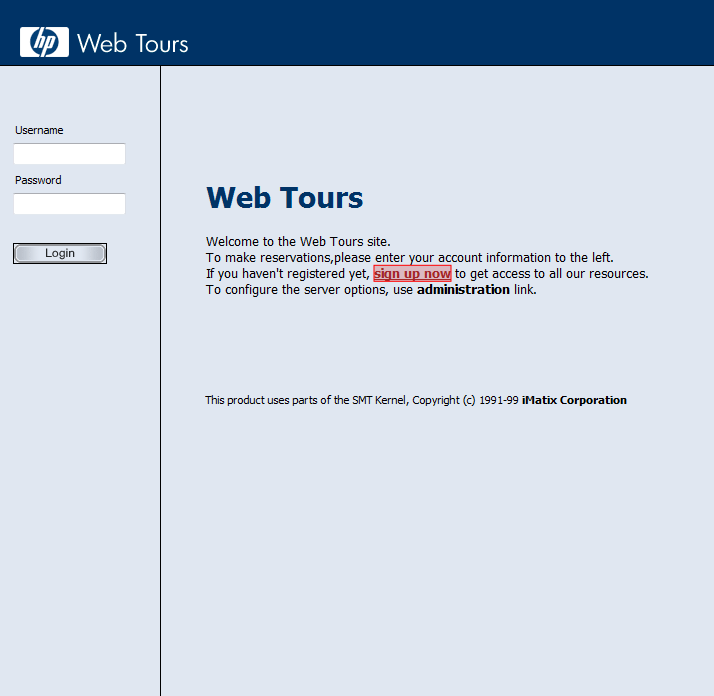 hp Web Tours
Username
Password
Login
Web Tours
Welcome to the Web Tours site.
To make reservations,please enter your account information to the left.
If you haven't registered yet, sign up now to get access to all our resources.
To configure the server options, use administration link.
This product uses parts of the SMT Kernel, Copyright (c) 1991-99 iMatix Corporation